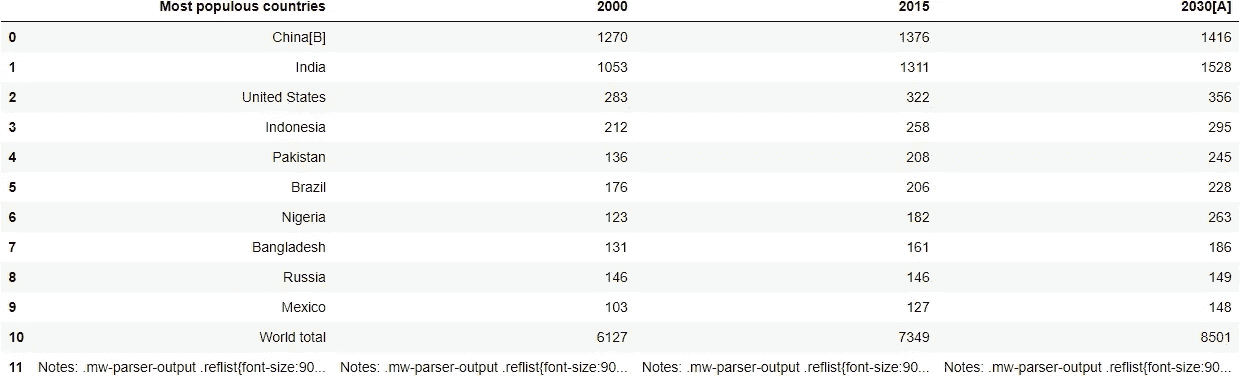 Most populous countries 2000 2015 2030[A]
0 China[B] 1270 1376 1416
1 India 1053 1311 1528
2 United States 283 322 356
3 Indonesia 212 258 295
4 Pakistan 136 208 245
5 Brazil 176 206 228
6 Nigeria 123 182 263
7 Bangladesh 131 161 186
8 Russia 146 146 149
9 Mexico 103 127 148
10 World total 6127 7349 8501
11 Notes: .mw-parser-output .reflist{font-size:90... Notes: .mw-parser-output .reflist{font-size:90... Notes: .mw-parser-output .reflist{font-size:90... Notes: .mw-parser-output .reflist{font-size:90...